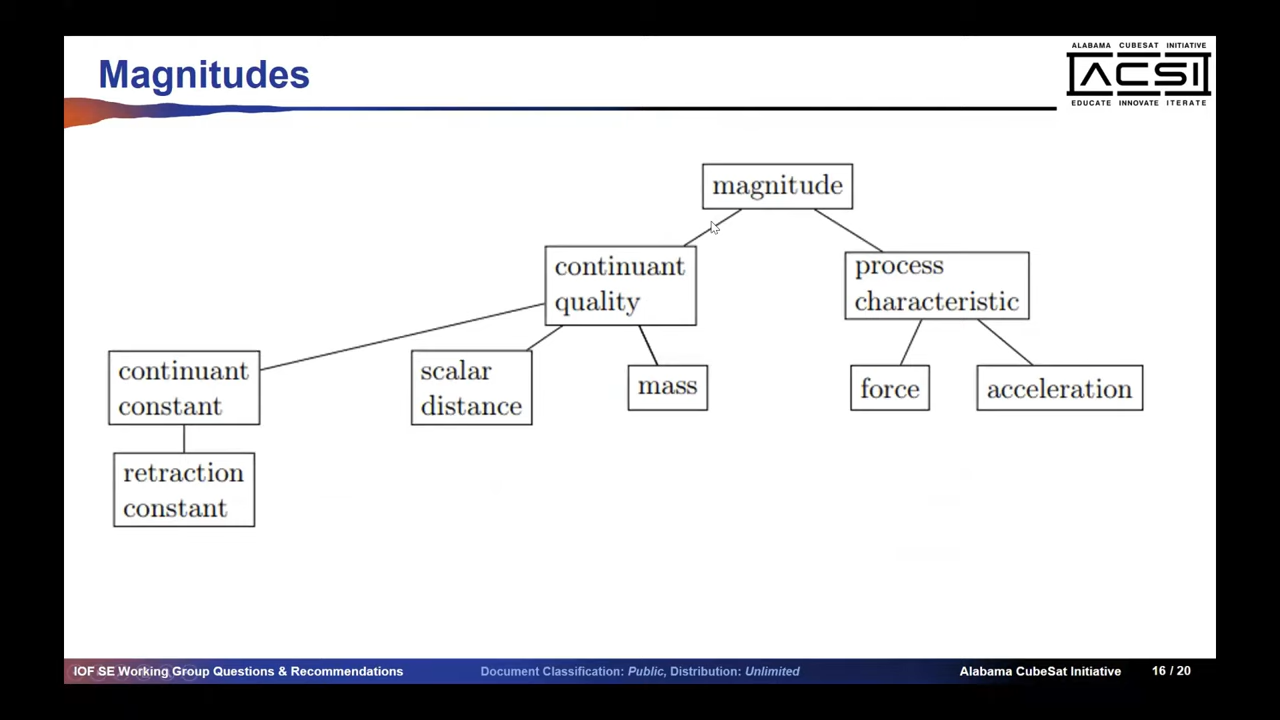 Magnitudes
ALABAMA CUBESAT INITIATIVE
ACSI
EDUCATE INNOVATE ITERATE
magnitude
continuant
quality
process
characteristic
continuant
constant
scalar
distance
mass
force
acceleration
retraction
constant
IOF SE Working Group Questions & Recommendations
Document Classification: Public, Distribution: Unlimited
Alabama CubeSat Initiative
16 / 20